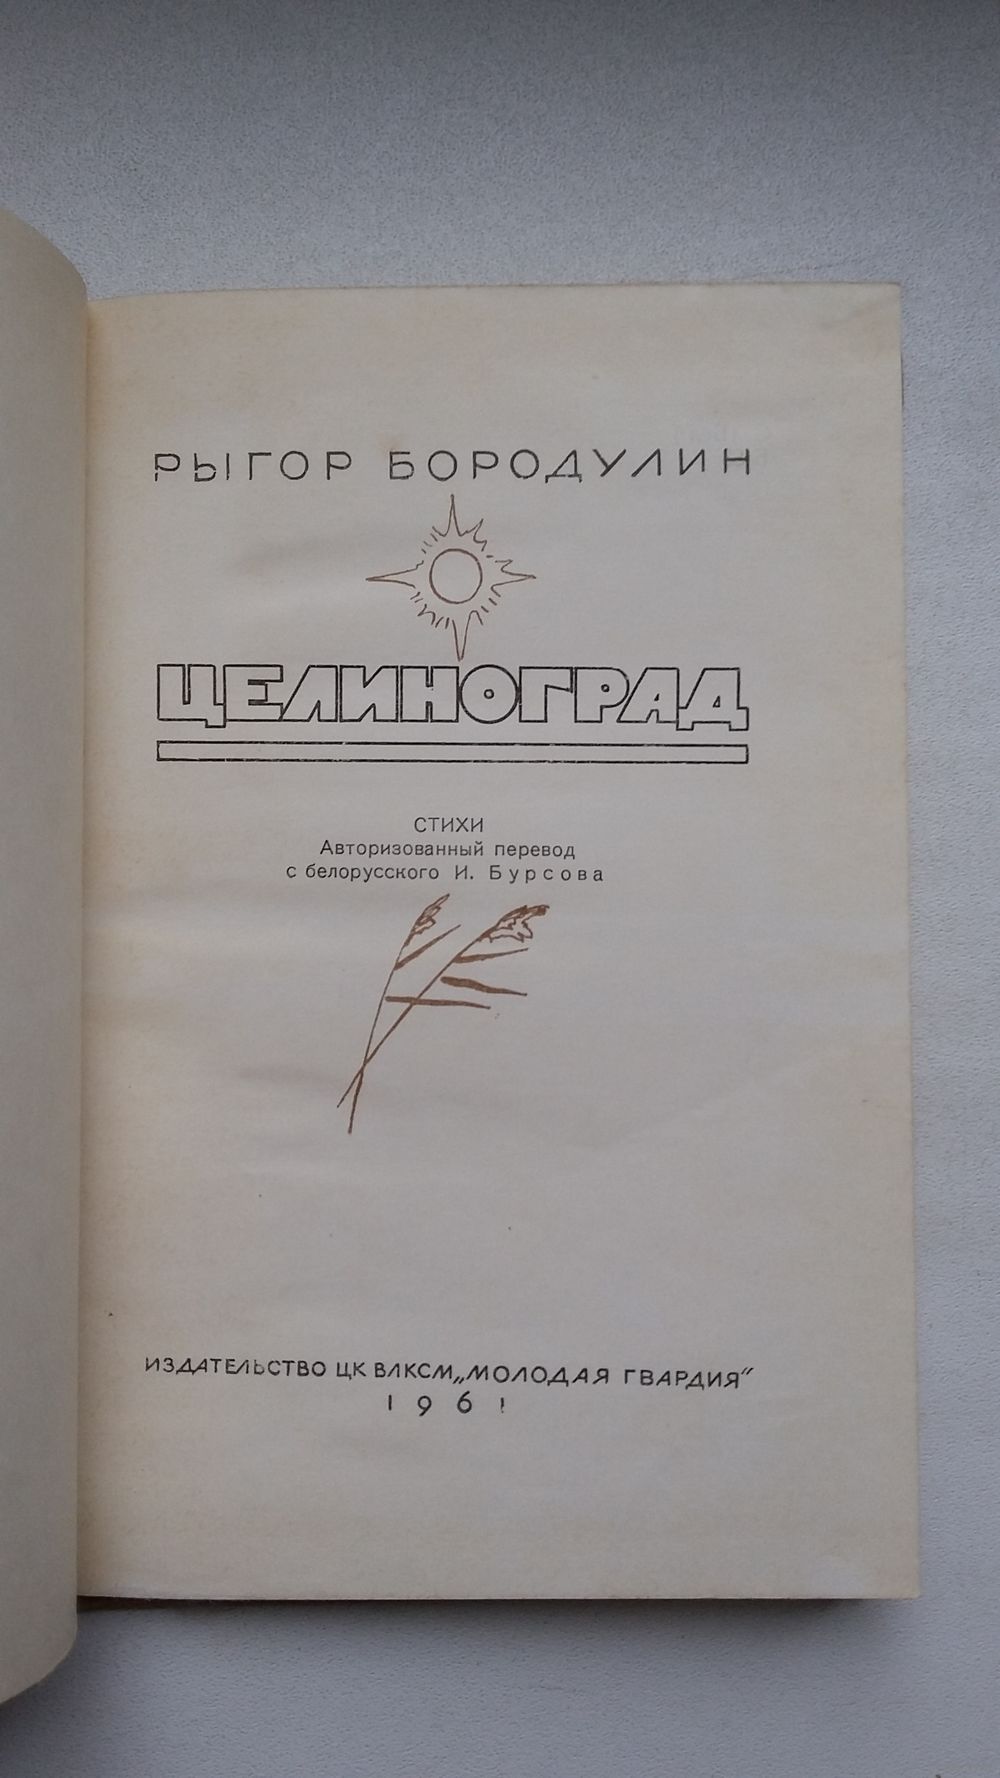 РЫГОР БОРОДУЛИН
ЦЕЛИНОГРАД
СТИХИ
Авторизованный перевод
с белорусского И. Бурсова
ИЗДАТЕЛЬСТВО ЦК ВЛКСМ „МОЛОДАЯ ГВАРДИЯ"
1961